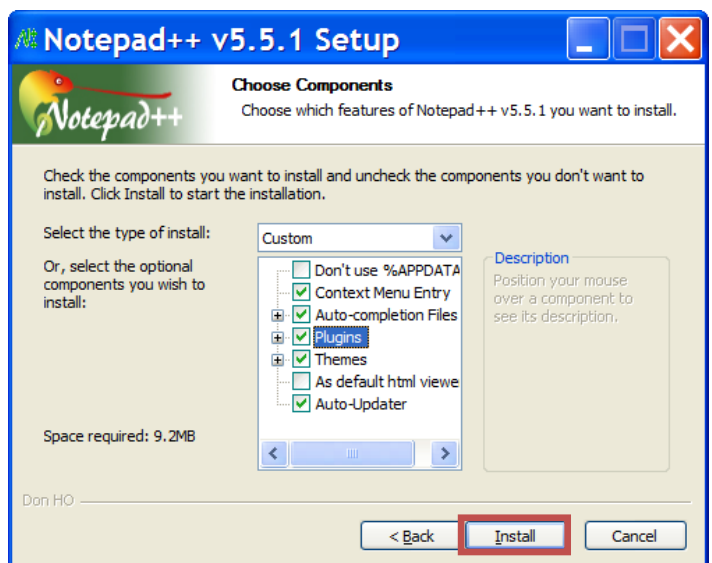 Notepad++ v5.5.1 Setup
Notepad++
Choose Components
Choose which features of Notepad++ v5.5.1 you want to install.
Check the components you want to install and uncheck the components you don't want to
install. Click Install to start the installation.
Select the type of install:
Custom
Or, select the optional
components you wish to
install:
Don't use %APPDATA
Context Menu Entry
Auto-completion Files
Plugins
Themes
As default html viewe
Auto-Updater
Description
Position your mouse
over a component to
see its description.
Space required: 9.2MB
Don HO
< Back
Install
Cancel